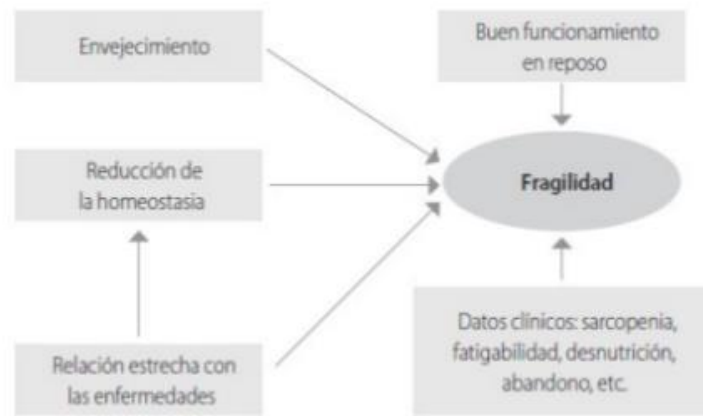 Envejecimiento
Buen funcionamiento
en reposo
Reducción de
la homeostasia
Fragilidad
Relación estrecha con
las enfermedades
Datos clínicos: sarcopenia,
fatigabilidad, desnutrición,
abandono, etc.